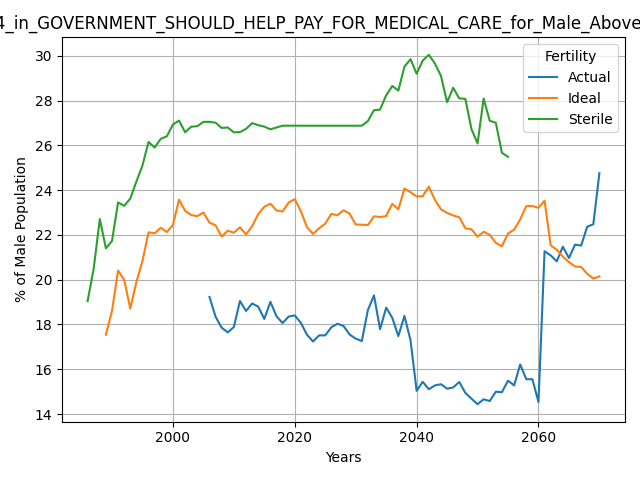 4_in_GOVERNMENT_SHOULD_HELP_PAY_FOR_MEDICAL_CARE_for_Male_Above
Fertility
Actual
Ideal
Sterile
% of Male Population
30
28
26
24
22
20
18
16
14
2000
2020
2040
2060
Years